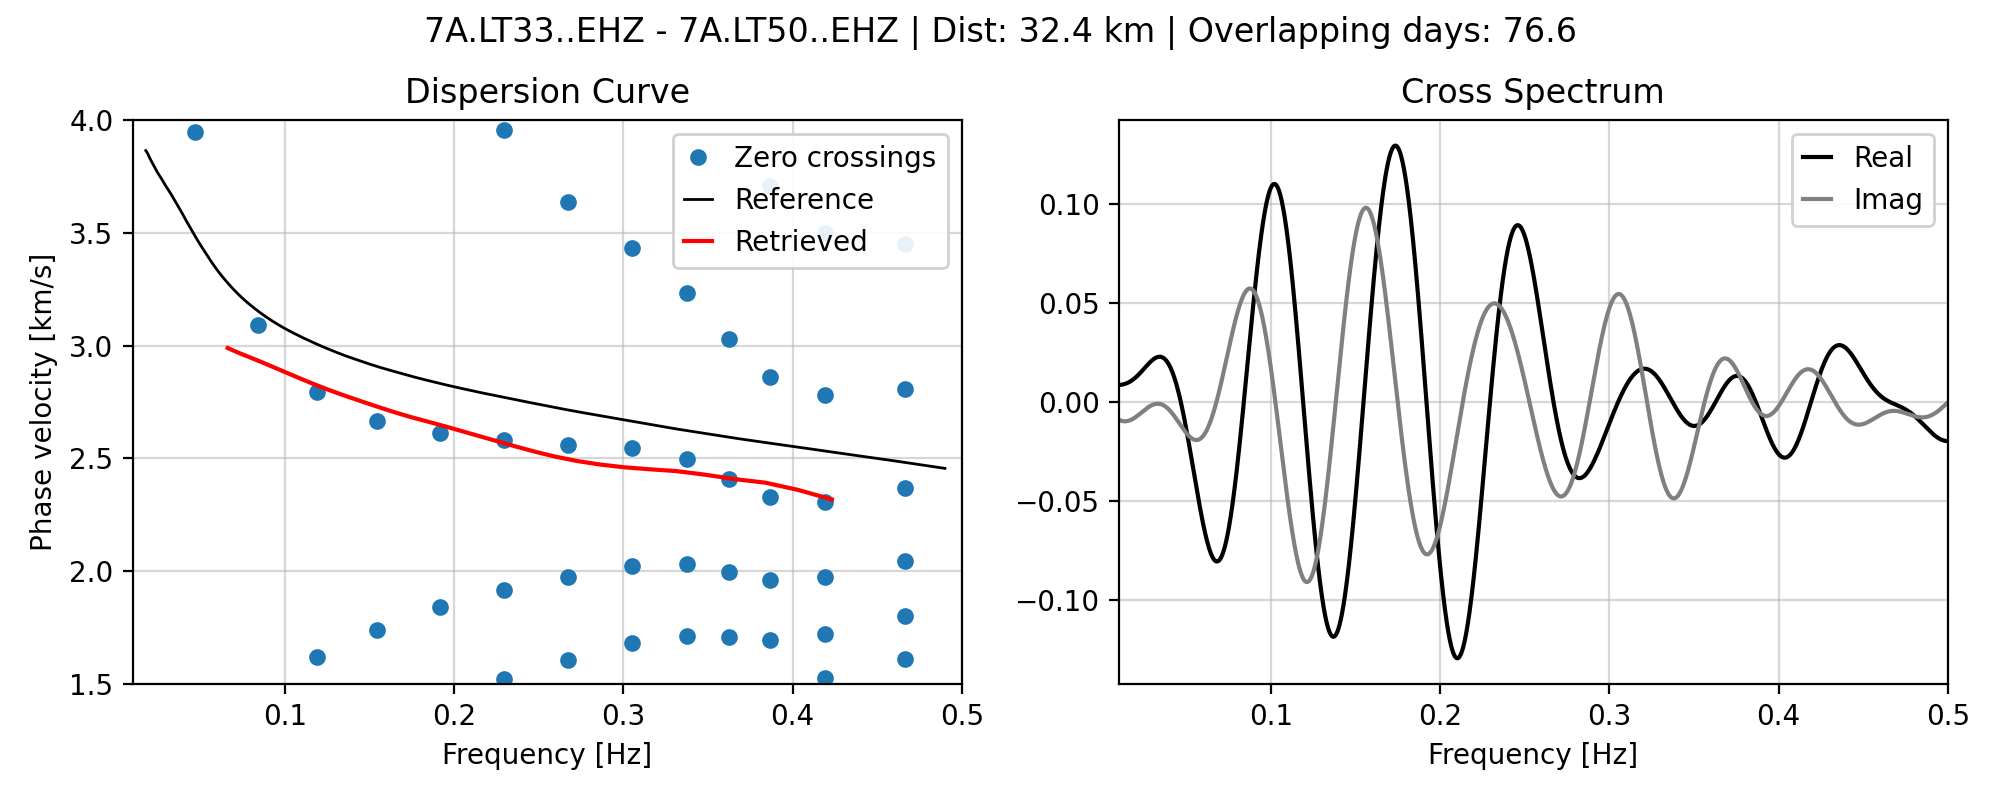 7A.LT33..EHZ - 7A.LT50..EHZ | Dist: 32.4 km | Overlapping days: 76.6
Dispersion Curve
4.0
3.5
3.0
2.5
2.0
1.5
Phase velocity [km/s]
Zero crossings
Reference
Retrieved
0.1
0.2
0.3
0.4
0.5
Frequency [Hz]
Cross Spectrum
0.10
0.05
0.00
−0.05
−0.10
Real
Imag
0.1
0.2
0.3
0.4
0.5
Frequency [Hz]